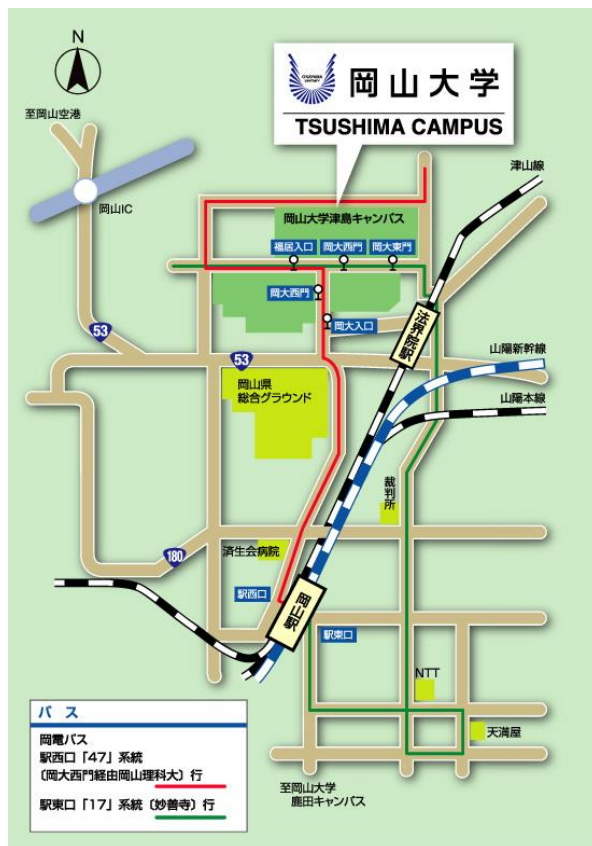 N
OKAYAMA
UNIVERSITY
岡山大学
TSUSHIMA CAMPUS
至岡山空港
岡山IC
津山線
岡山大学津島キャンパス
福居入口
岡大西門
岡大東門
岡大西門
岡大入口
53
法界院駅
53
山陽新幹線
岡山県
総合グラウンド
山陽本線
裁判所
180
済生会病院
駅西口
岡山駅
駅東口
NTT
天満屋
至岡山大学
鹿田キャンパス
バス
岡電バス
駅西口「47」系統
〔岡大西門経由岡山理科大〕行
駅東口「17」系統〔妙善寺〕行